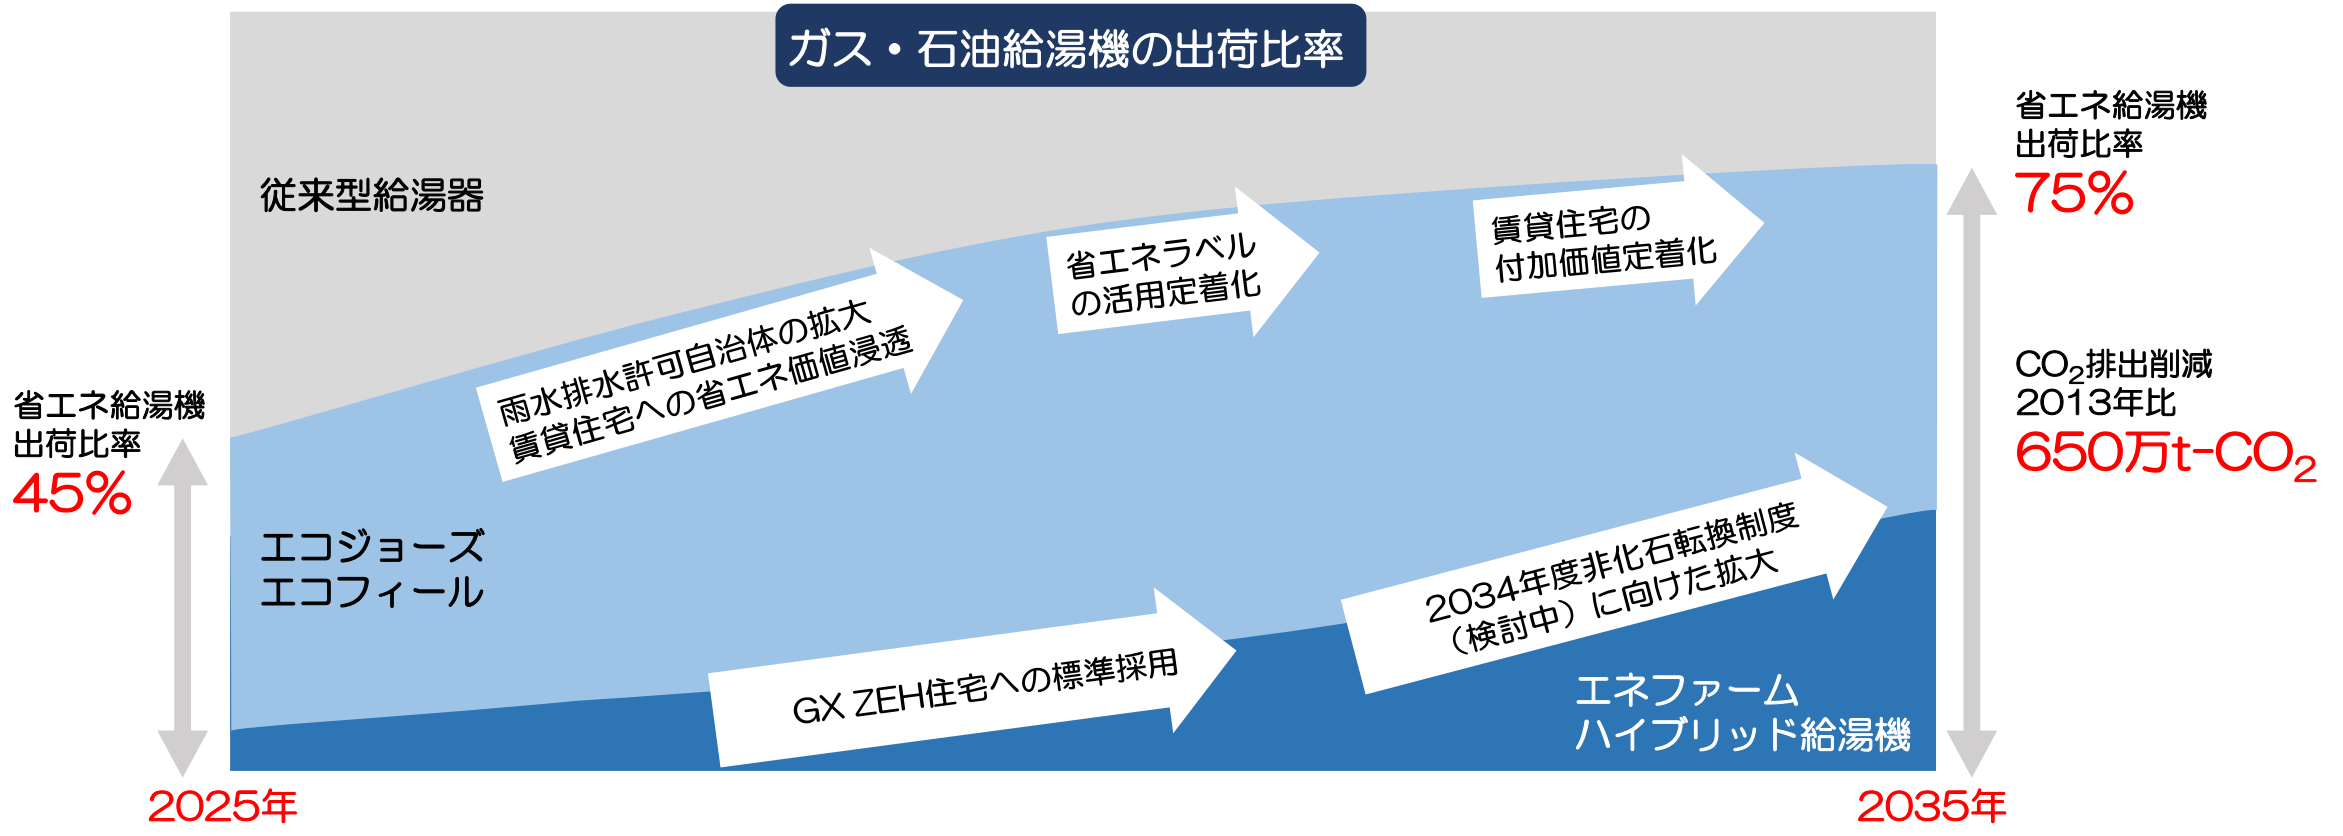 ガス・石油給湯機の出荷比率
従来型給湯器
省エネ給湯機
出荷比率
45%
エコジョーズ
エコフィール
雨水排水許可自治体の拡大
賃貸住宅への省エネ価値浸透
省エネラベル
の活用定着化
賃貸住宅の
付加価値定着化
GX ZEH住宅への標準採用
2034年度非化石転換制度
（検討中）に向けた拡大
エネファーム
ハイブリッド給湯機
省エネ給湯機
出荷比率
75%
CO₂排出削減
2013年比
650万t-CO₂
2025年
2035年